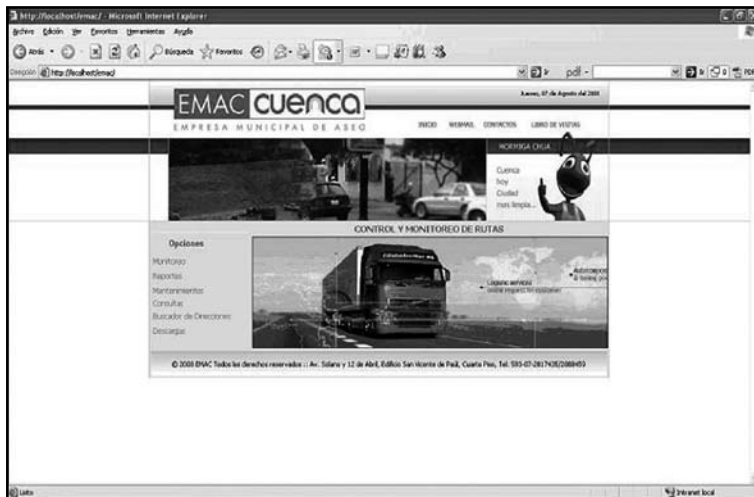 http://localhost/emac/ - Microsoft Internet Explorer
Archivo Edición Ver Favoritos Herramientas Ayuda
Atrás Búsqueda Favoritos
Dirección http://localhost/emac/ Ir pdf
EMAC cuenca
EMPRESA MUNICIPAL DE ASEO
Jueves, 07 de Agosto del 2008
INICIO WEBMAIL CONTACTOS LIBRO DE VISITAS
HORMIGA CHUA
Cuenca
hoy
Ciudad
mas limpia...
CONTROL Y MONITOREO DE RUTAS
Opciones
Monitoreo
Reportes
Mantenimientos
Consultas
Buscador de Direcciones
Descargas
Logistic services
© 2008 EMAC Todos los derechos reservados :: Av. Solano y 12 de Abril, Edificio San Vicente de Paúl, Cuarto Piso, Tel. 593-07-2817435/2888459
Listo Intranet local